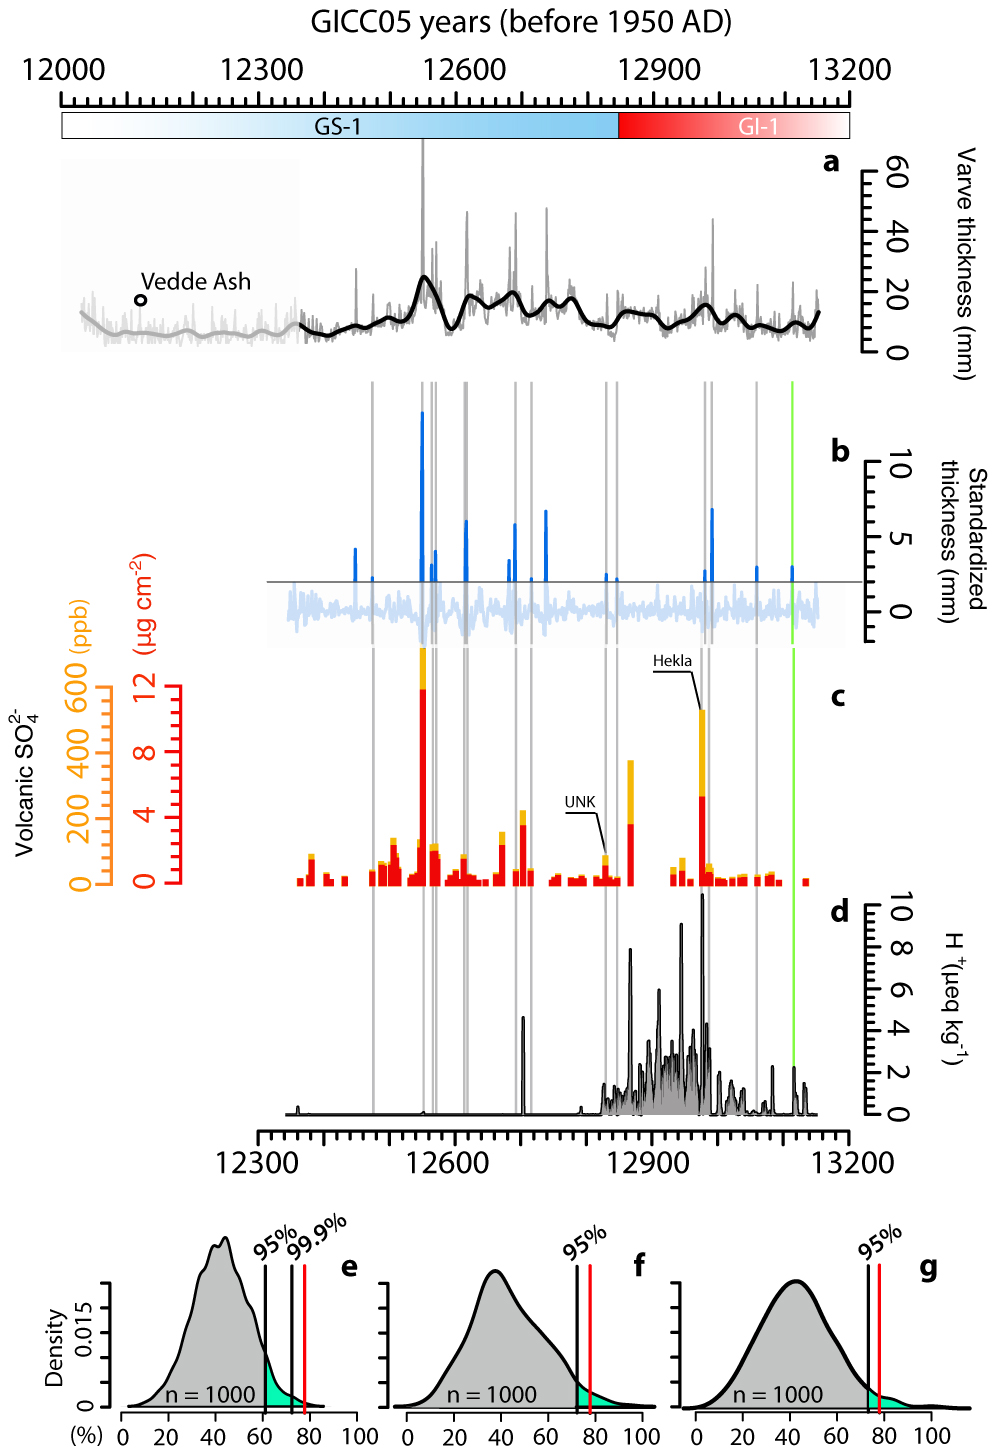 GICC05 years (before 1950 AD)
12000 12300 12600 12900 13200
GS-1 GI-1
a
Varve thickness (mm)
60
40
20
0
Vedde Ash
b
Standardized
thickness (mm)
10
5
0
Volcanic SO₄²⁻
(ppb)
600
400
200
0
(µg cm⁻²)
12
8
4
0
Hekla
UNK
c
d
H⁺(µeq kg⁻¹)
10
8
6
4
2
0
12300 12600 12900 13200
95% 99.9% e
95% f
95% g
Density
0.015
0
n = 1000 n = 1000 n = 1000
(%) 0 20 40 60 80 100 0 20 40 60 80 100 0 20 40 60 80 100